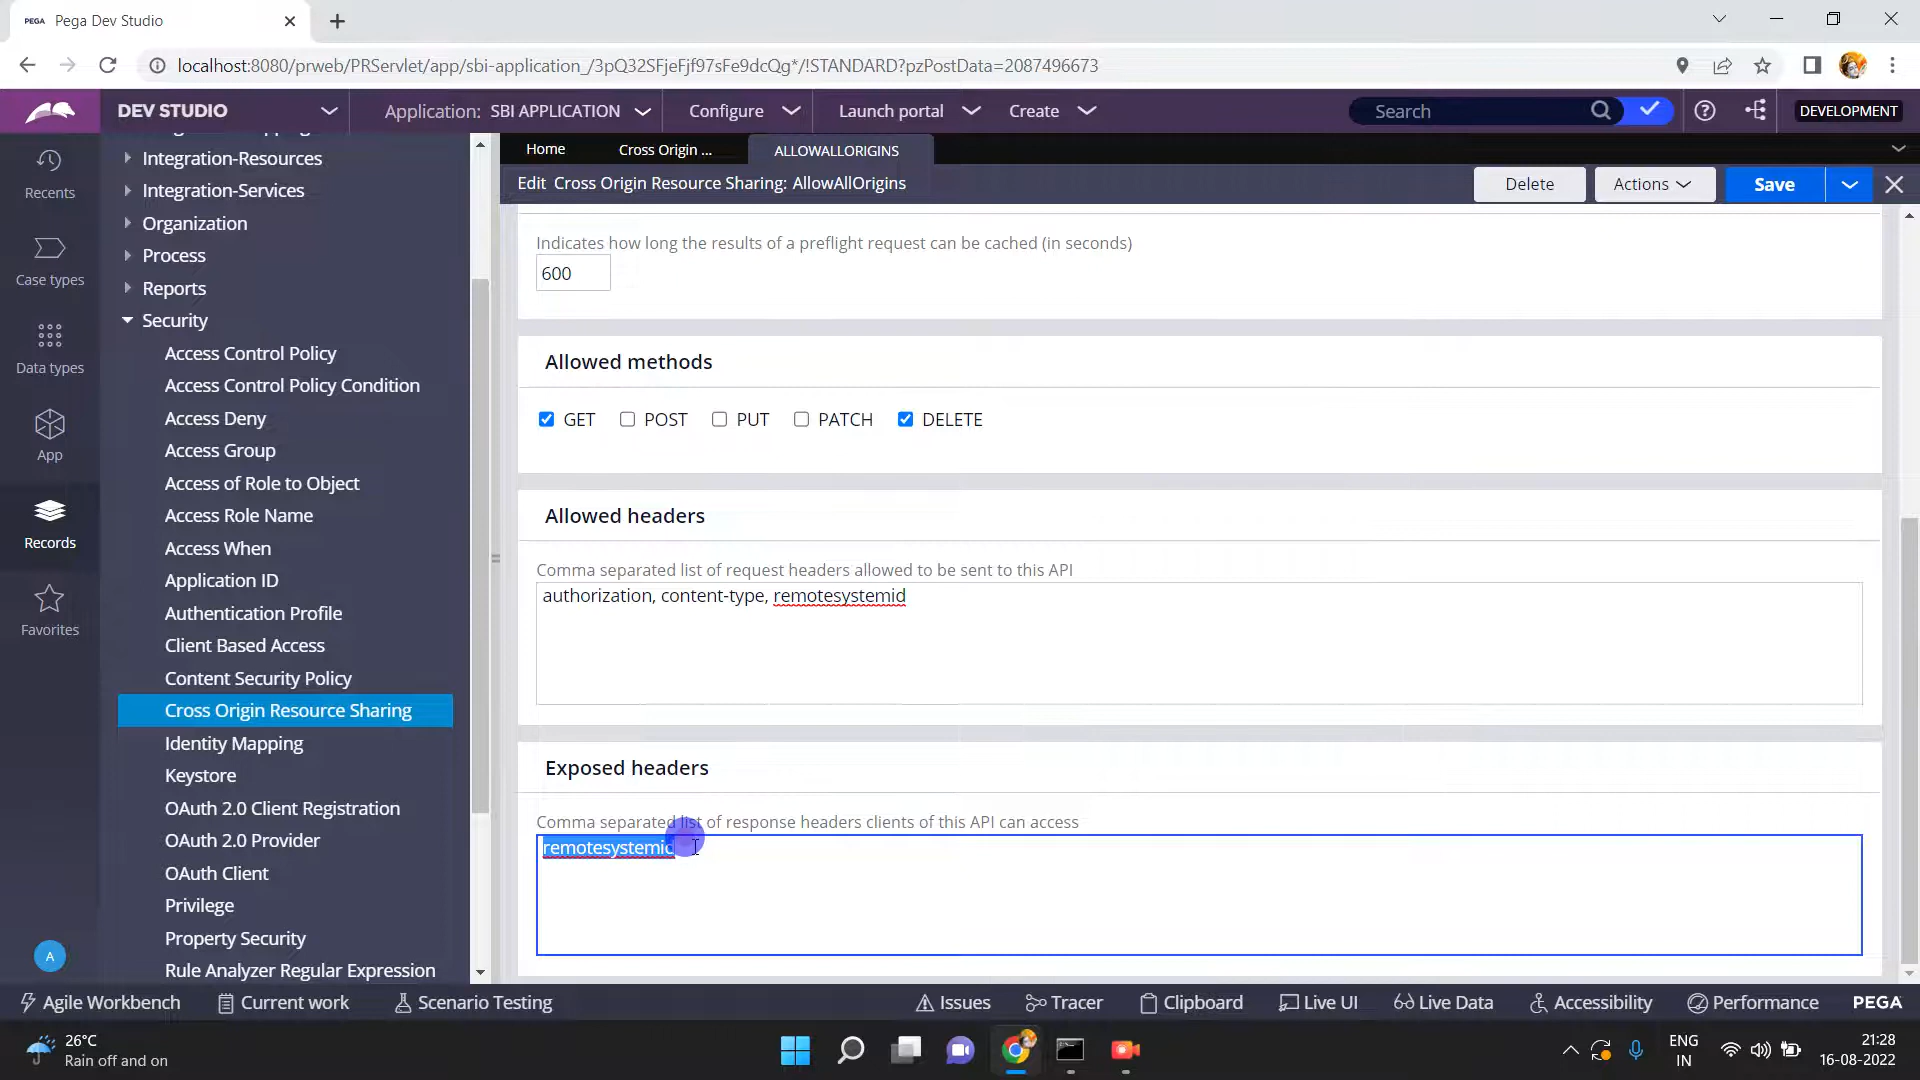 PEGA Pega Dev Studio
localhost:8080/prweb/PRServlet/app/sbi-application_/3pQ32SFjeFjf97sFe9dcQg*/!STANDARD?pzPostData=2087496673
DEV STUDIO
Application: SBI APPLICATION
Configure
Launch portal
Create
Search
DEVELOPMENT
Recents
Case types
Data types
App
Records
Favorites
A
Integration-Resources
Integration-Services
Organization
Process
Reports
Security
Access Control Policy
Access Control Policy Condition
Access Deny
Access Group
Access of Role to Object
Access Role Name
Access When
Application ID
Authentication Profile
Client Based Access
Content Security Policy
Cross Origin Resource Sharing
Identity Mapping
Keystore
OAuth 2.0 Client Registration
OAuth 2.0 Provider
OAuth Client
Privilege
Property Security
Rule Analyzer Regular Expression
Home
Cross Origin ...
ALLOWALLORIGINS
Edit Cross Origin Resource Sharing: AllowAllOrigins
Delete
Actions
Save
Indicates how long the results of a preflight request can be cached (in seconds)
600
Allowed methods
GET POST PUT PATCH DELETE
Allowed headers
Comma separated list of request headers allowed to be sent to this API
authorization, content-type, remotesystemid
Exposed headers
Comma separated list of response headers clients of this API can access
remotesystemid
Agile Workbench
Current work
Scenario Testing
Issues
Tracer
Clipboard
Live UI
Live Data
Accessibility
Performance
PEGA
26°C
Rain off and on
ENG
IN
21:28
16-08-2022